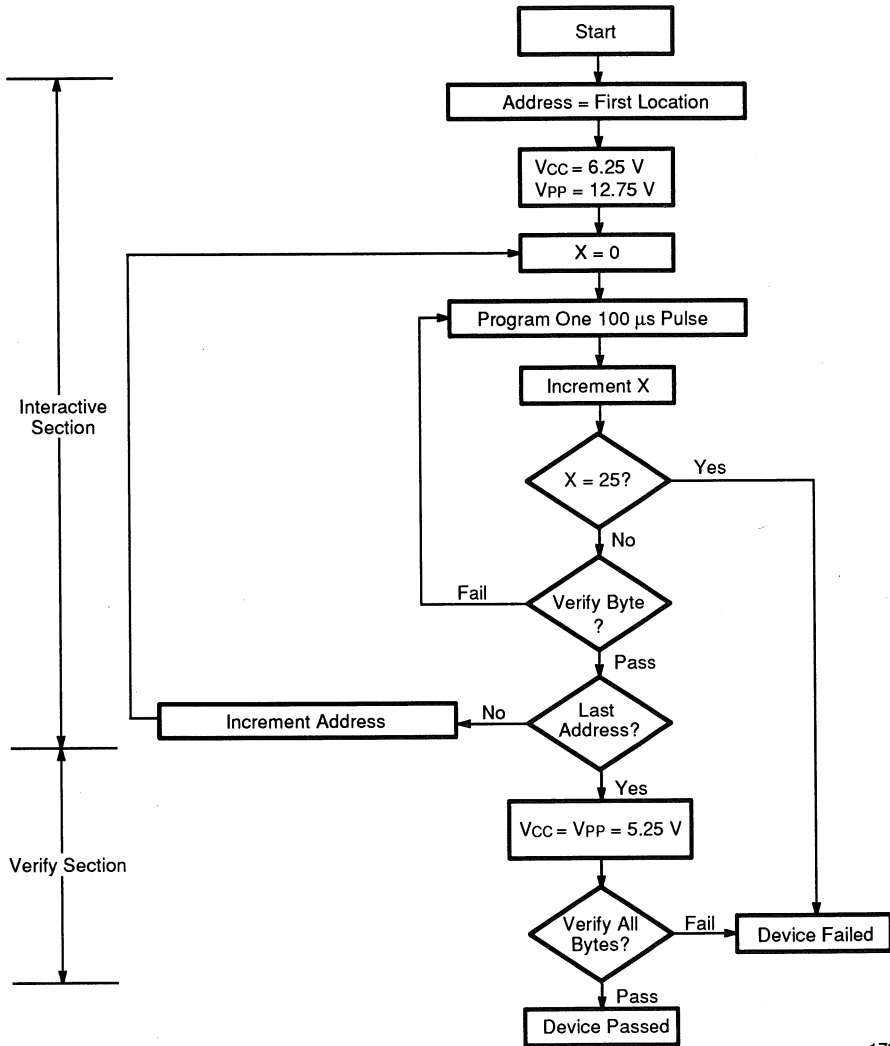 Start
Address = First Location
VCC = 6.25 V
VPP = 12.75 V
X = 0
Program One 100 μs Pulse
Increment X
Interactive
Section
X = 25?
Yes
No
Fail
Verify Byte
?
Pass
Increment Address
No
Last
Address?
Yes
VCC = VPP = 5.25 V
Verify Section
Verify All
Bytes?
Fail
Device Failed
Pass
Device Passed